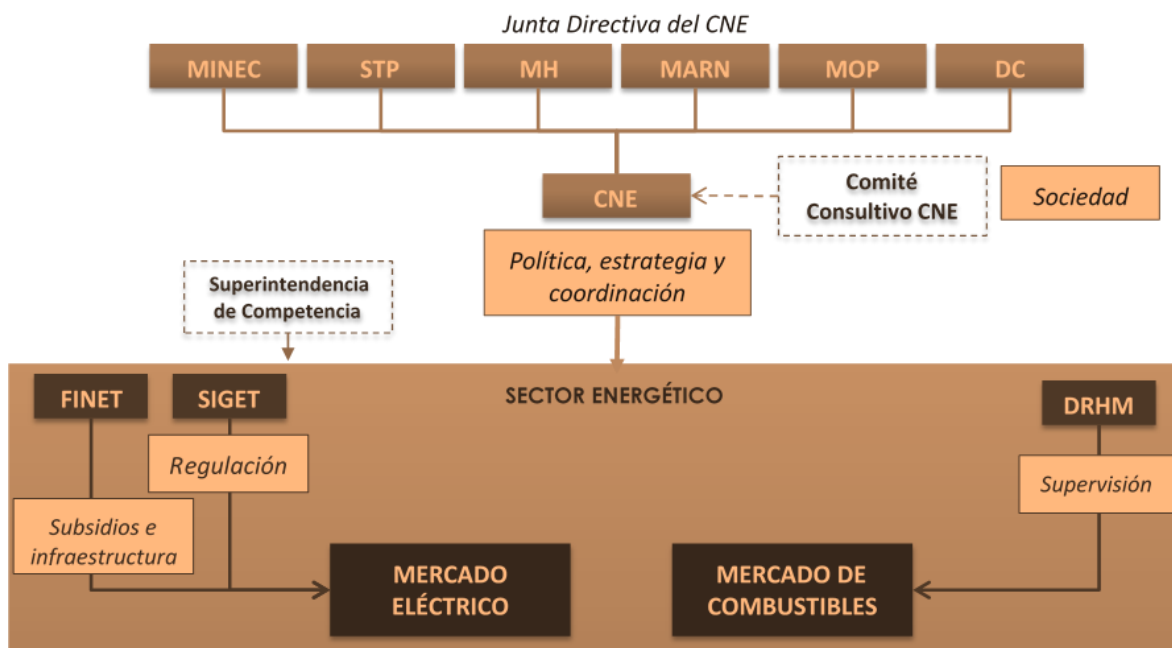 Junta Directiva del CNE
MINEC
STP
MH
MARN
MOP
DC
CNE
Comité
Consultivo CNE
Sociedad
Política, estrategia y
coordinación
Superintendencia
de Competencia
SECTOR ENERGÉTICO
FINET
SIGET
DRHM
Regulación
Supervisión
Subsidios e
infraestructura
MERCADO
ELÉCTRICO
MERCADO DE
COMBUSTIBLES